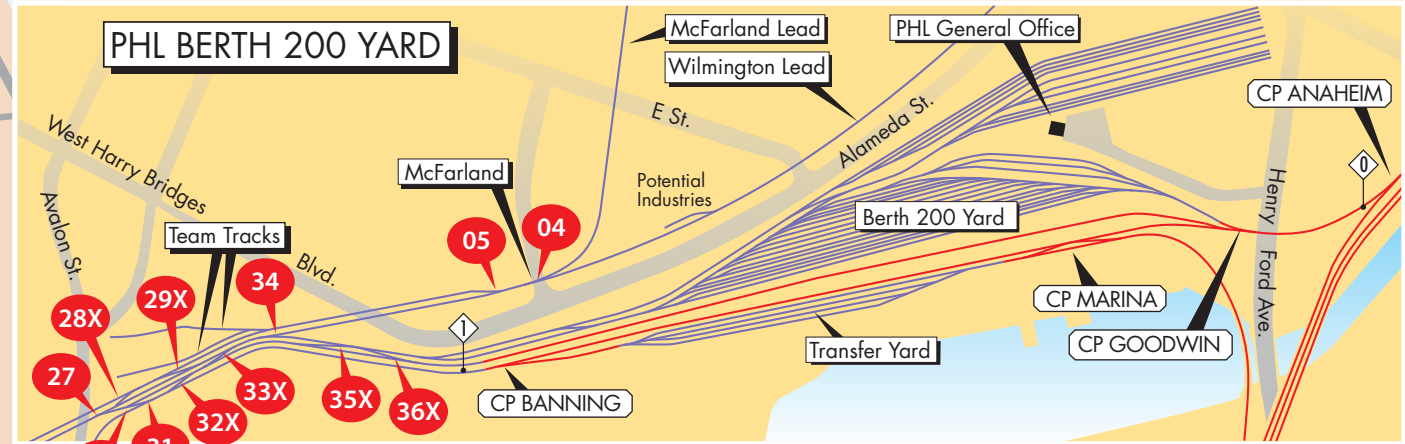 PHL BERTH 200 YARD
McFarland Lead
Wilmington Lead
PHL General Office
CP ANAHEIM
West Harry Bridges
Blvd.
Avalon St.
E St.
Alameda St.
McFarland
Potential
Industries
Team Tracks
Berth 200 Yard
Henry Ford Ave.
0
05
04
34
29X
28X
27
33X
32X
31
35X
36X
1
CP BANNING
CP MARINA
CP GOODWIN
Transfer Yard